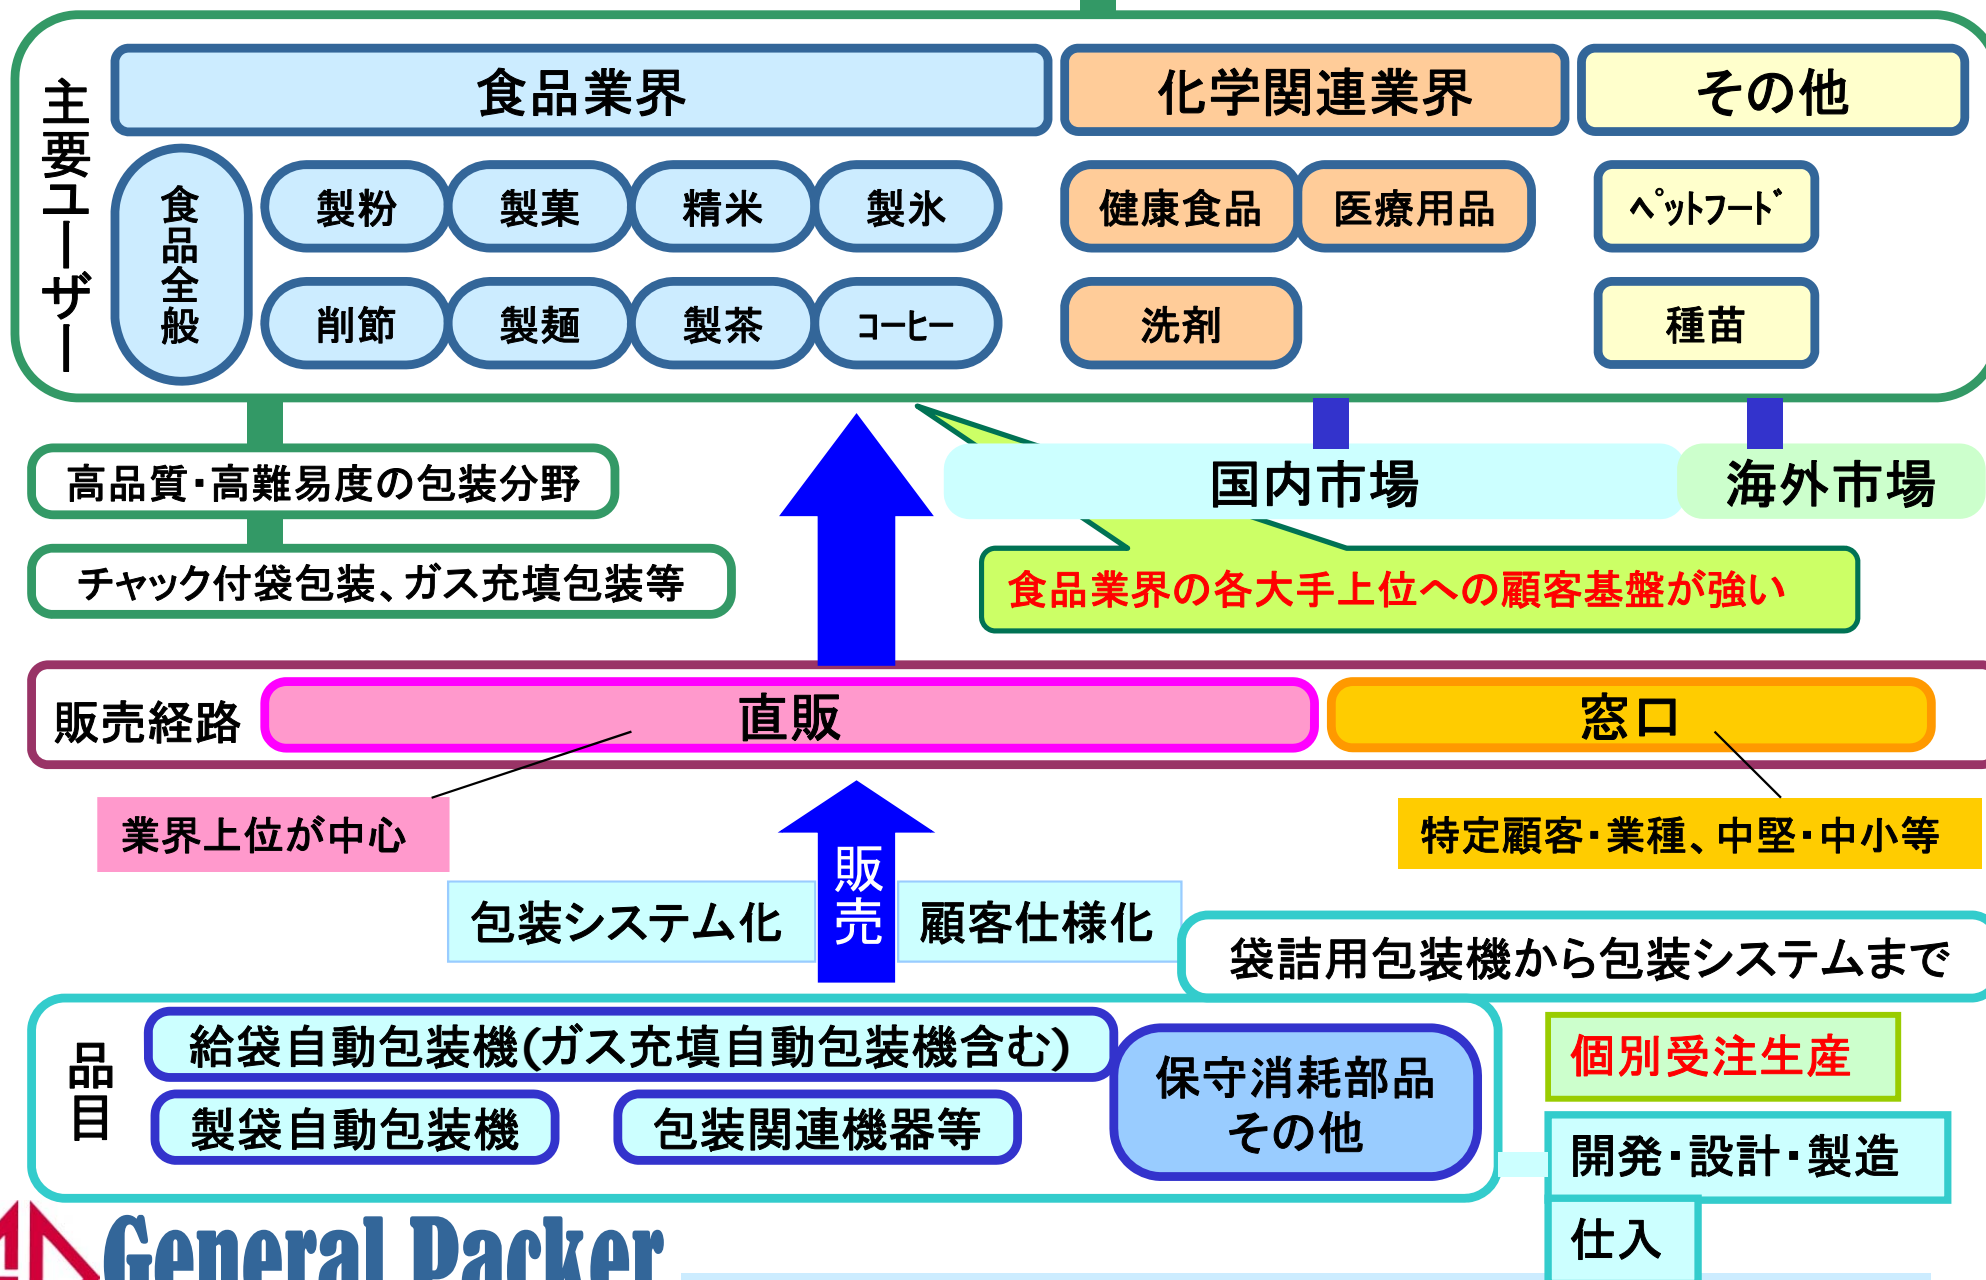 主要ユーザー
食品業界
化学関連業界
その他
食品全般
製粉
製菓
精米
製氷
健康食品
医療用品
ﾍﾟｯﾄﾌｰﾄﾞ
削節
製麺
製茶
ｺｰﾋｰ
洗剤
種苗
高品質・高難易度の包装分野
国内市場
海外市場
チャック付袋包装、ガス充填包装等
食品業界の各大手上位への顧客基盤が強い
販売経路
直販
窓口
業界上位が中心
特定顧客・業種、中堅・中小等
販売
包装システム化
顧客仕様化
袋詰用包装機から包装システムまで
品目
給袋自動包装機(ガス充填自動包装機含む)
製袋自動包装機
包装関連機器等
保守消耗部品
その他
個別受注生産
開発・設計・製造
仕入
General Packer